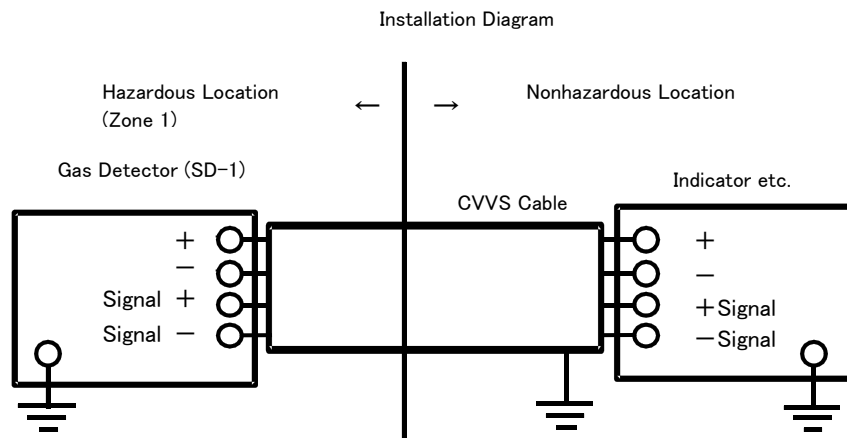 Installation Diagram
Hazardous Location
(Zone 1)
← →
Nonhazardous Location
Gas Detector (SD-1)
Indicator etc.
CVVS Cable
+
−
Signal +
Signal −
+
−
+Signal
−Signal